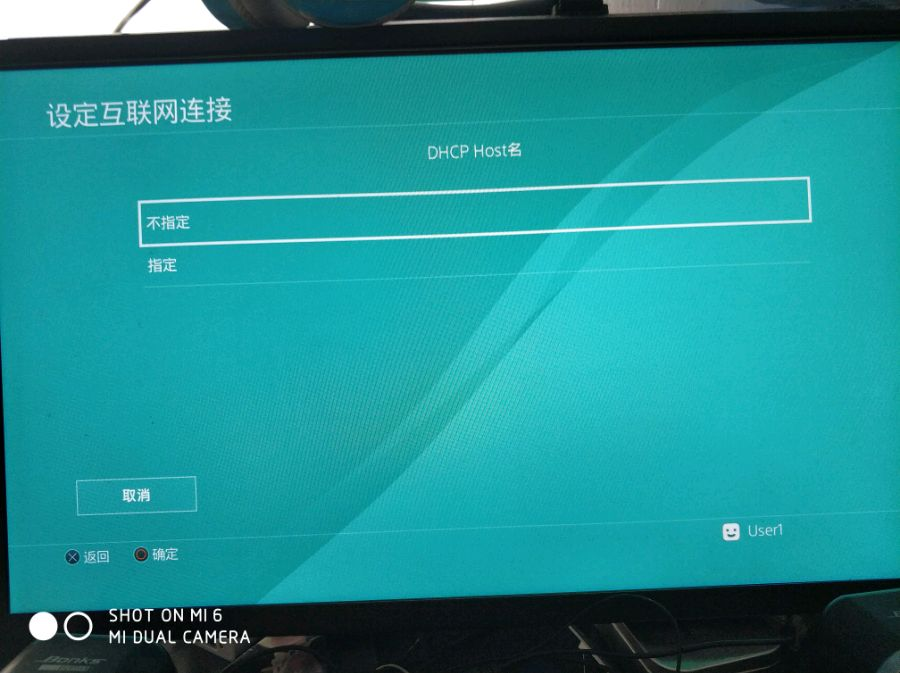 设定互联网连接
DHCP Host名
不指定
指定
取消
返回 确定
User1
SHOT ON MI 6
MI DUAL CAMERA
Bonks